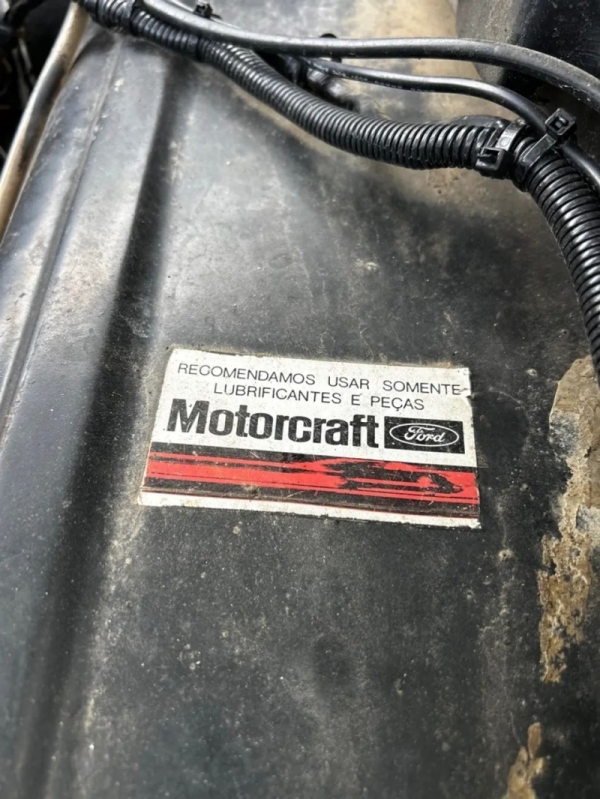 RECOMENDAMOS USAR SOMENTE
LUBRIFICANTES E PEÇAS
Motorcraft Ford